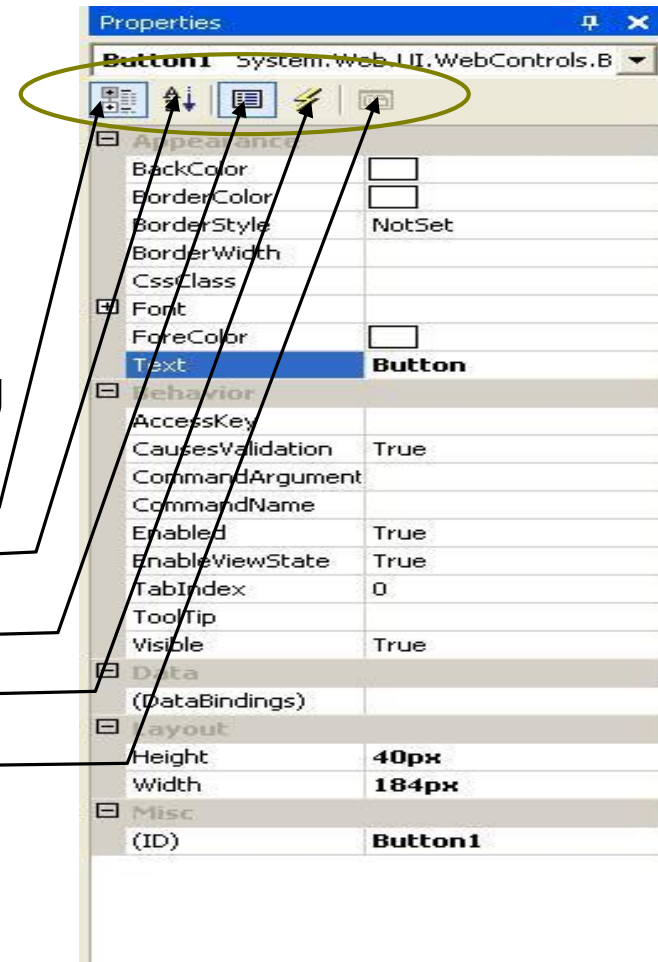 Properties
Button1 System.Web.UI.WebControls.B
Appearance
BackColor
BorderColor
BorderStyle NotSet
BorderWidth
CssClass
Font
ForeColor
Text Button
Behavior
AccessKey
CausesValidation True
CommandArgument
CommandName
Enabled True
EnableViewState True
TabIndex 0
ToolTip
Visible True
Data
(DataBindings)
Layout
Height 40px
Width 184px
Misc
(ID) Button1